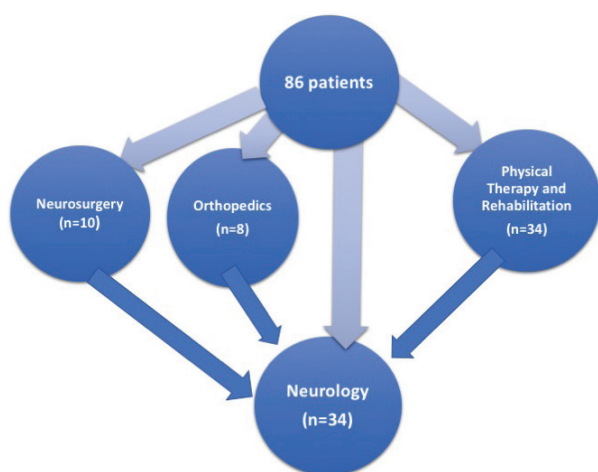 86 patients
Neurosurgery
(n=10)
Orthopedics
(n=8)
Physical
Therapy and
Rehabilitation
(n=34)
Neurology
(n=34)